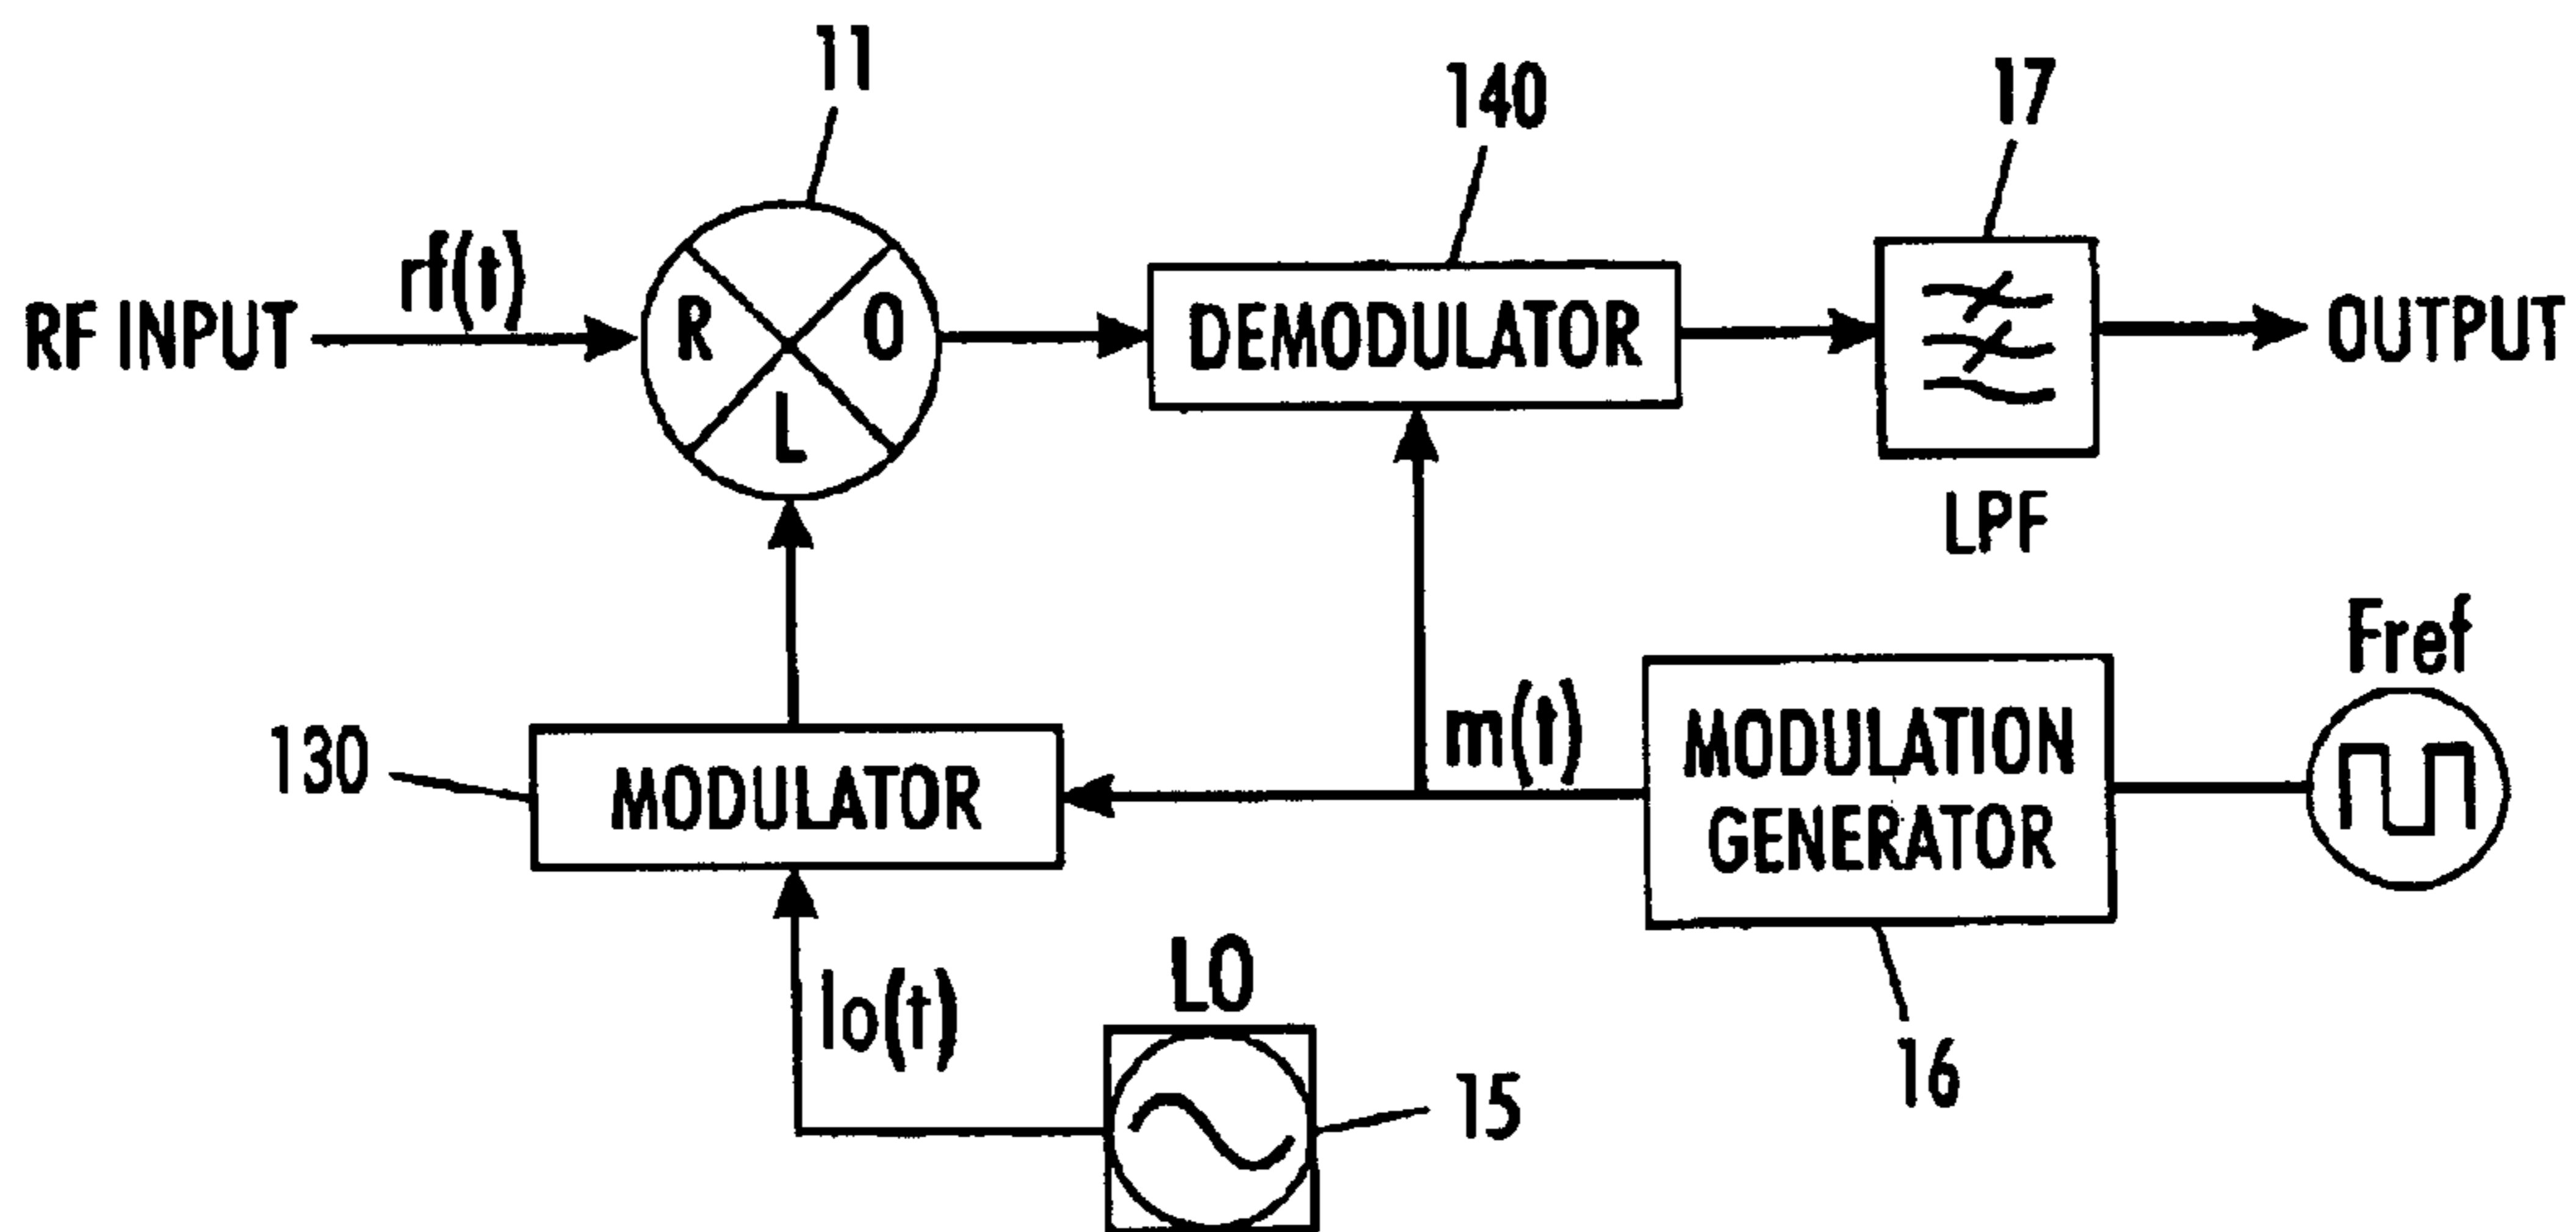 11
140
17
rf(t)
RF INPUT
R
O
L
DEMODULATOR
OUTPUT
LPF
Fref
130
MODULATOR
m(t)
MODULATION
GENERATOR
LO
lo(t)
15
16